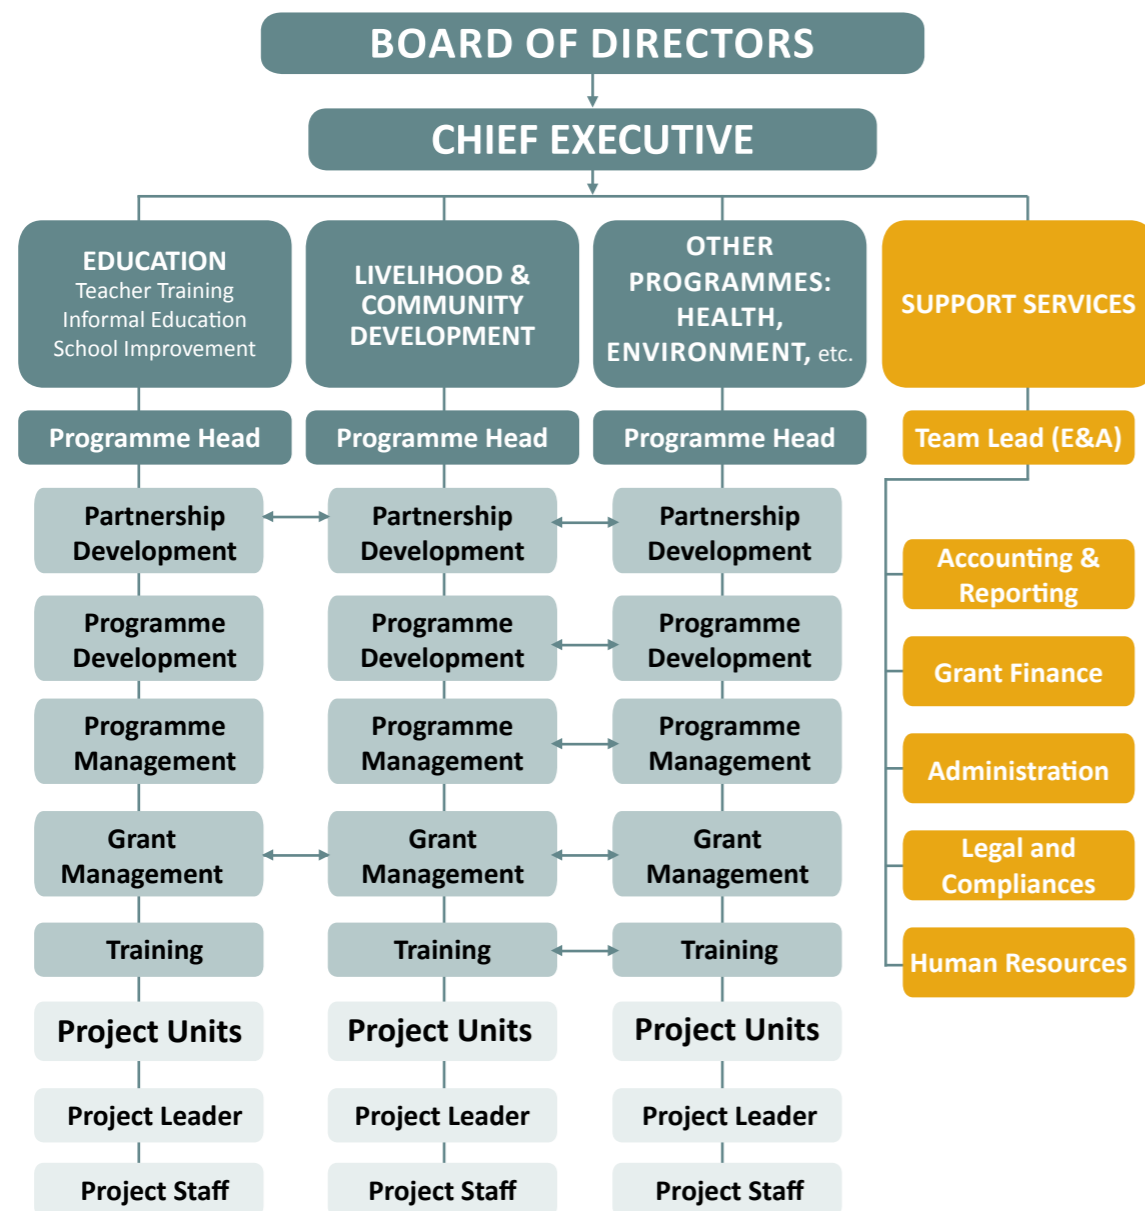 BOARD OF DIRECTORS
CHIEF EXECUTIVE
EDUCATION
Teacher Training
Informal Education
School Improvement
LIVELIHOOD &
COMMUNITY
DEVELOPMENT
OTHER
PROGRAMMES:
HEALTH,
ENVIRONMENT, etc.
SUPPORT SERVICES
Programme Head
Programme Head
Programme Head
Team Lead (E&A)
Partnership
Development
Partnership
Development
Partnership
Development
Programme
Development
Programme
Development
Programme
Development
Programme
Management
Programme
Management
Programme
Management
Grant
Management
Grant
Management
Grant
Management
Training
Training
Training
Project Units
Project Units
Project Units
Project Leader
Project Leader
Project Leader
Project Staff
Project Staff
Project Staff
Accounting &
Reporting
Grant Finance
Administration
Legal and
Compliances
Human Resources